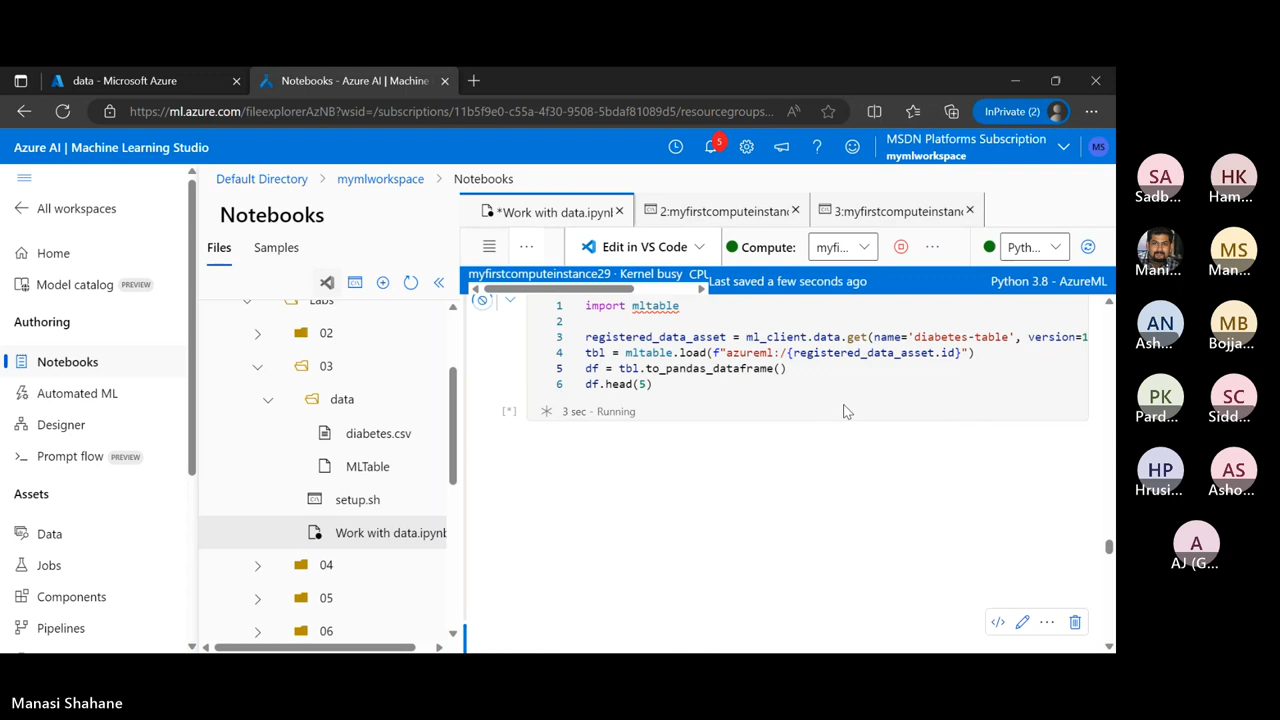 data - Microsoft Azure
Notebooks - Azure AI | Machine
https://ml.azure.com/fileexplorerAzNB?wsid=/subscriptions/11b5f9e0-c55a-4f30-9508-5bdaf81089d5/resourcegroups...
InPrivate (2)
Azure AI | Machine Learning Studio
5
MSDN Platforms Subscription
mymlworkspace
MS
All workspaces
Home
Model catalog PREVIEW
Authoring
Notebooks
Automated ML
Designer
Prompt flow PREVIEW
Assets
Data
Jobs
Components
Pipelines
Default Directory
mymlworkspace
Notebooks
Notebooks
Files
Samples
Labs
02
03
data
diabetes.csv
MLTable
setup.sh
Work with data.ipynb
04
05
06
*Work with data.ipynl
2:myfirstcomputeinstanc
3:myfirstcomputeinstanc
Edit in VS Code
Compute:
myfi...
Pyth...
myfirstcomputeinstance29 · Kernel busy CPU
Last saved a few seconds ago
Python 3.8 - AzureML
1 import mltable
2
3 registered_data_asset = ml_client.data.get(name='diabetes-table', version=1
4 tbl = mltable.load(f"azureml:/{registered_data_asset.id}")
5 df = tbl.to_pandas_dataframe()
6 df.head(5)
[*]
3 sec - Running
SA
Sadb...
HK
Ham...
Mani...
MS
Man...
AN
Ash...
MB
Bojja...
PK
Pard...
SC
Sidd...
HP
Hrusi...
AS
Asho...
A
AJ (G...
Manasi Shahane